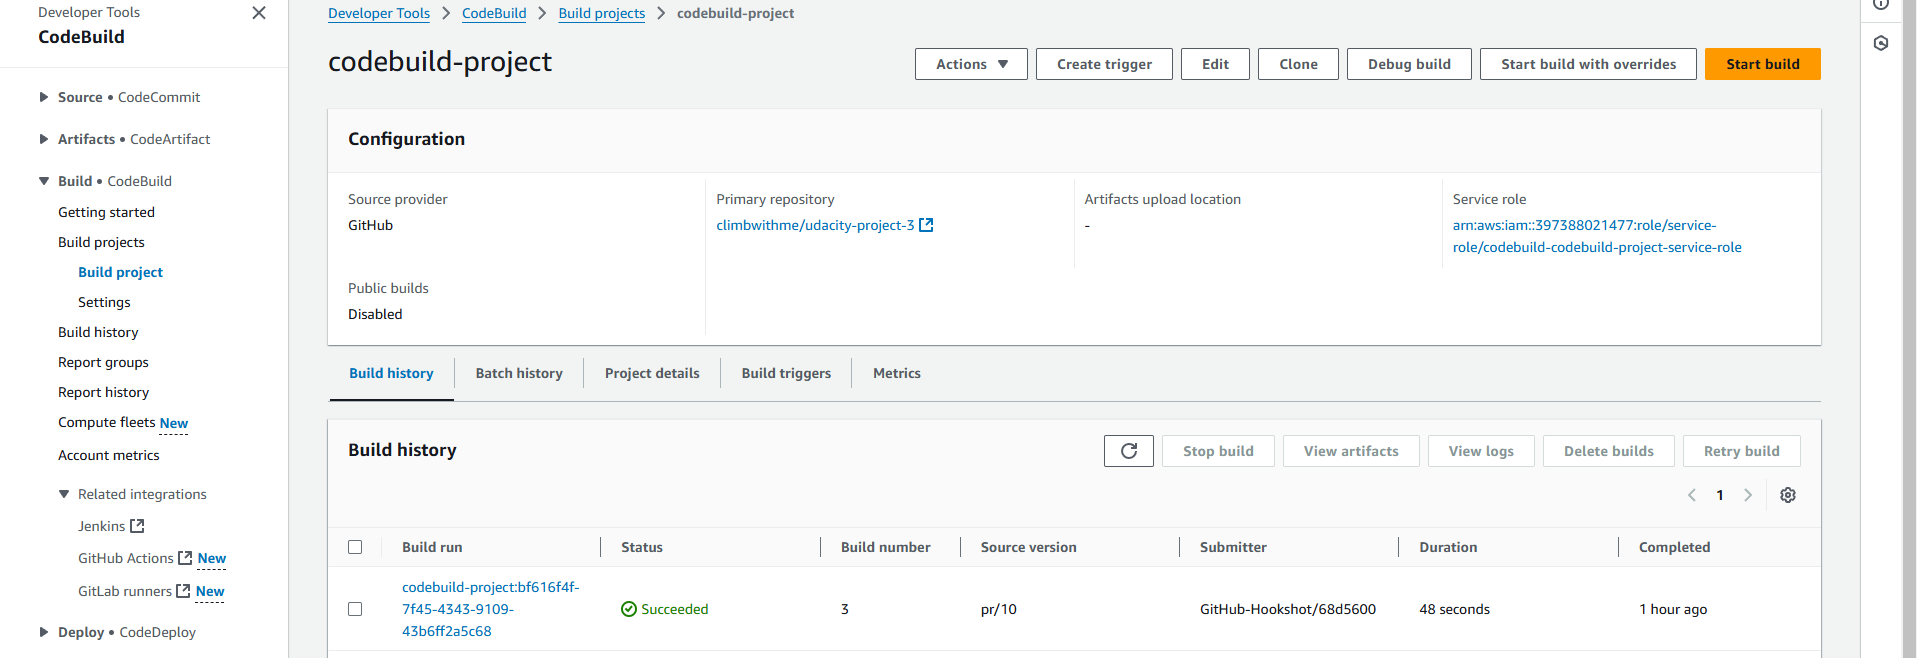 Developer Tools
CodeBuild
Source • CodeCommit
Artifacts • CodeArtifact
Build • CodeBuild
Getting started
Build projects
Build project
Settings
Build history
Report groups
Report history
Compute fleets New
Account metrics
Related integrations
Jenkins
GitHub Actions New
GitLab runners New
Deploy • CodeDeploy
Developer Tools > CodeBuild > Build projects > codebuild-project
codebuild-project
Actions Create trigger Edit Clone Debug build Start build with overrides Start build
Configuration
Source provider
GitHub
Primary repository
climbwithme/udacity-project-3
Artifacts upload location
-
Service role
arn:aws:iam::397388021477:role/service-
role/codebuild-codebuild-project-service-role
Public builds
Disabled
Build history Batch history Project details Build triggers Metrics
Build history
Stop build View artifacts View logs Delete builds Retry build
< 1 >
Build run Status Build number Source version Submitter Duration Completed
codebuild-project:bf616f4f-
7f45-4343-9109-
43b6ff2a5c68
Succeeded 3 pr/10 GitHub-Hookshot/68d5600 48 seconds 1 hour ago